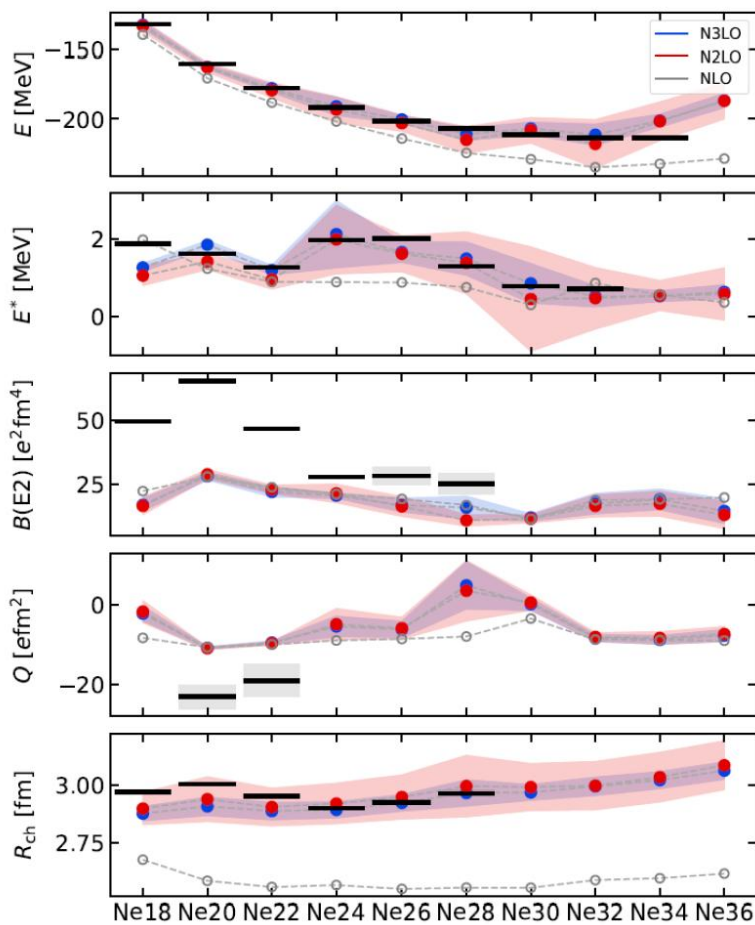 E [MeV]
−150
−200
N3LO
N2LO
NLO
E* [MeV]
2
0
B(E2) [e²fm⁴]
50
25
Q [efm²]
0
−20
R_ch [fm]
3.00
2.75
Ne18 Ne20 Ne22 Ne24 Ne26 Ne28 Ne30 Ne32 Ne34 Ne36